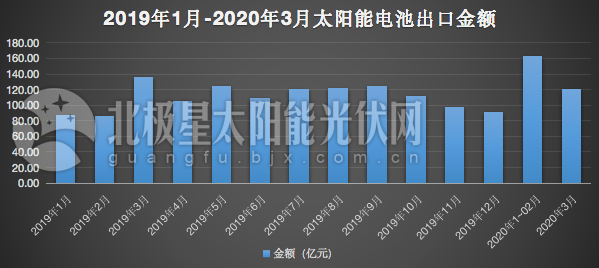 2019年1月-2020年3月太阳能电池出口金额
180.00
160.00
140.00
120.00
100.00
80.00
60.00
40.00
20.00
0.00
北极星太阳能光伏网
guangfu.bjx.com.cn
2019年1月
2019年2月
2019年3月
2019年4月
2019年5月
2019年6月
2019年7月
2019年8月
2019年9月
2019年10月
2019年11月
2019年12月
2020年1-02月
2020年3月
金额（亿元）